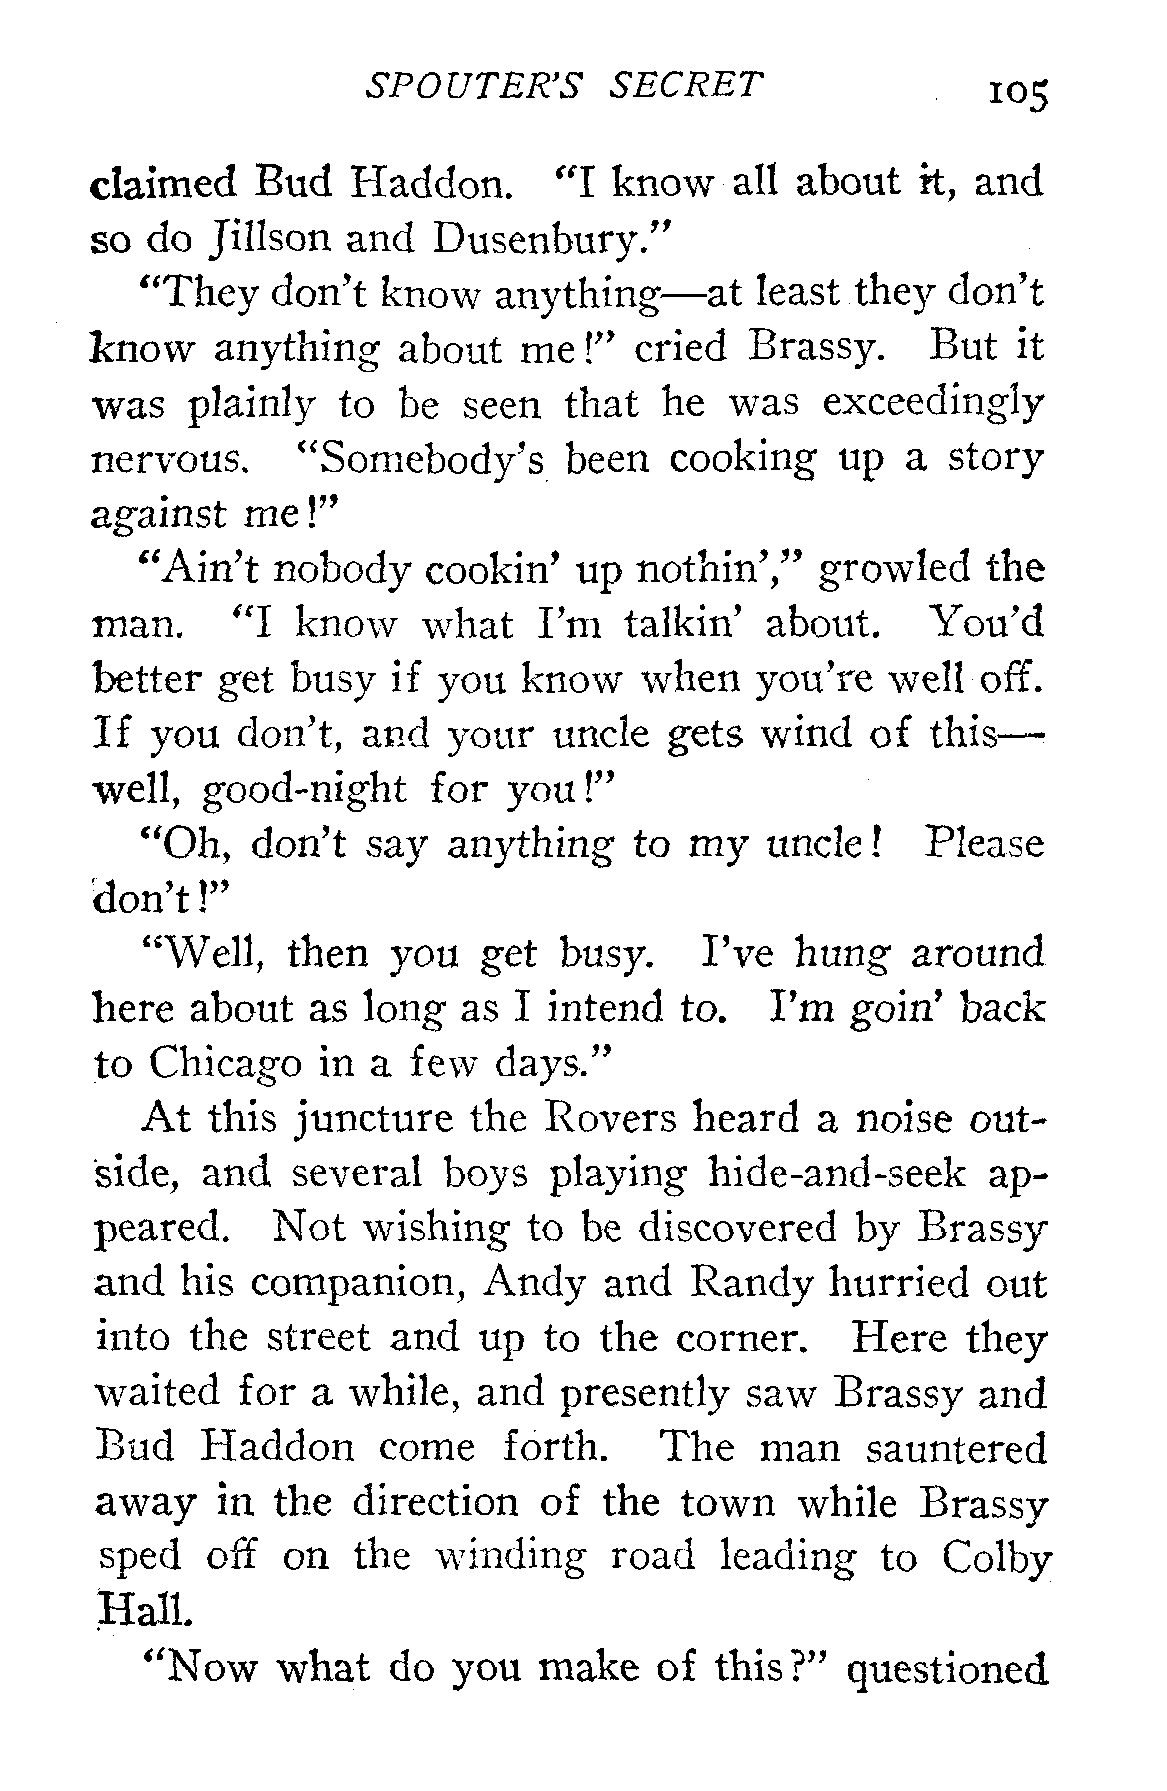 SPOUTER'S SECRET 105
claimed Bud Haddon. "I know all about it, and
so do Jillson and Dusenbury."
"They don't know anything—at least they don't
know anything about me!" cried Brassy. But it
was plainly to be seen that he was exceedingly
nervous. "Somebody's been cooking up a story
against me!"
"Ain't nobody cookin' up nothin'," growled the
man. "I know what I'm talkin' about. You'd
better get busy if you know when you're well off.
If you don't, and your uncle gets wind of this—
well, good-night for you!"
"Oh, don't say anything to my uncle! Please
don't!"
"Well, then you get busy. I've hung around
here about as long as I intend to. I'm goin' back
to Chicago in a few days."
At this juncture the Rovers heard a noise out-
side, and several boys playing hide-and-seek ap-
peared. Not wishing to be discovered by Brassy
and his companion, Andy and Randy hurried out
into the street and up to the corner. Here they
waited for a while, and presently saw Brassy and
Bud Haddon come forth. The man sauntered
away in the direction of the town while Brassy
sped off on the winding road leading to Colby
Hall.
"Now what do you make of this?" questioned